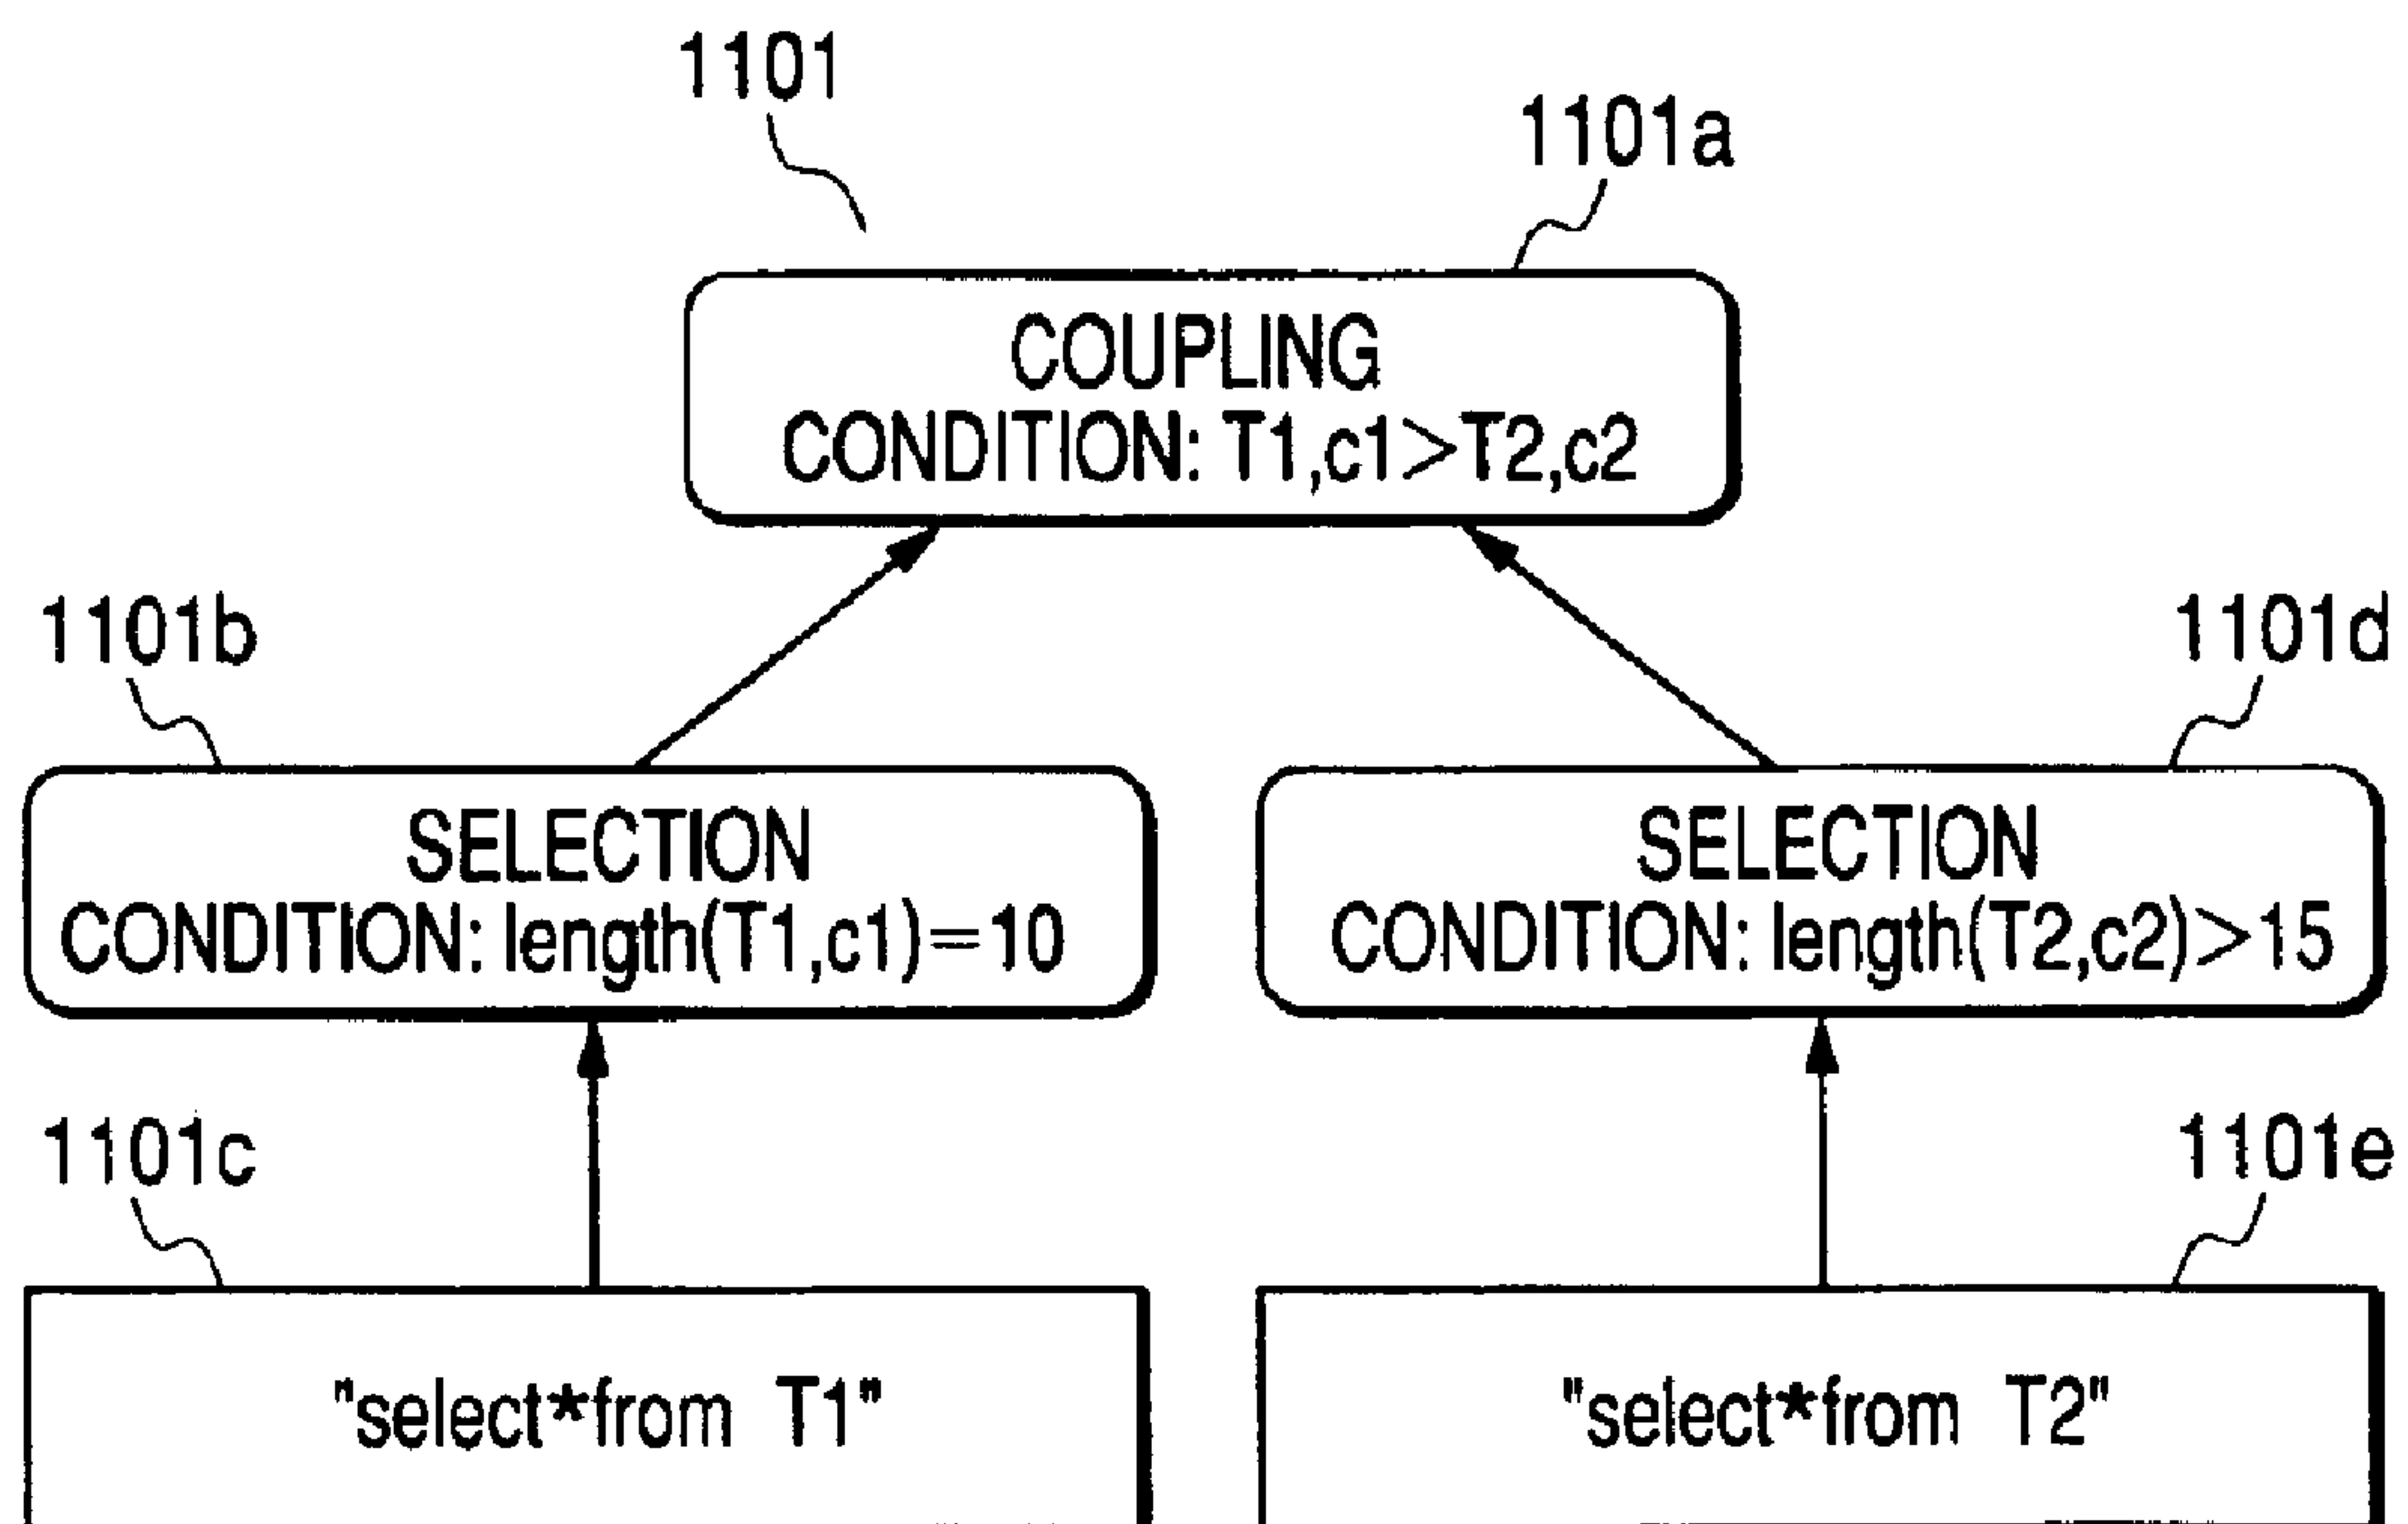 1101
1101a
COUPLING
CONDITION: T1,c1>T2,c2
1101b
1101d
SELECTION
CONDITION: length(T1,c1)=10
SELECTION
CONDITION: length(T2,c2)>15
1101c
1101e
"select*from T1"
"select*from T2"